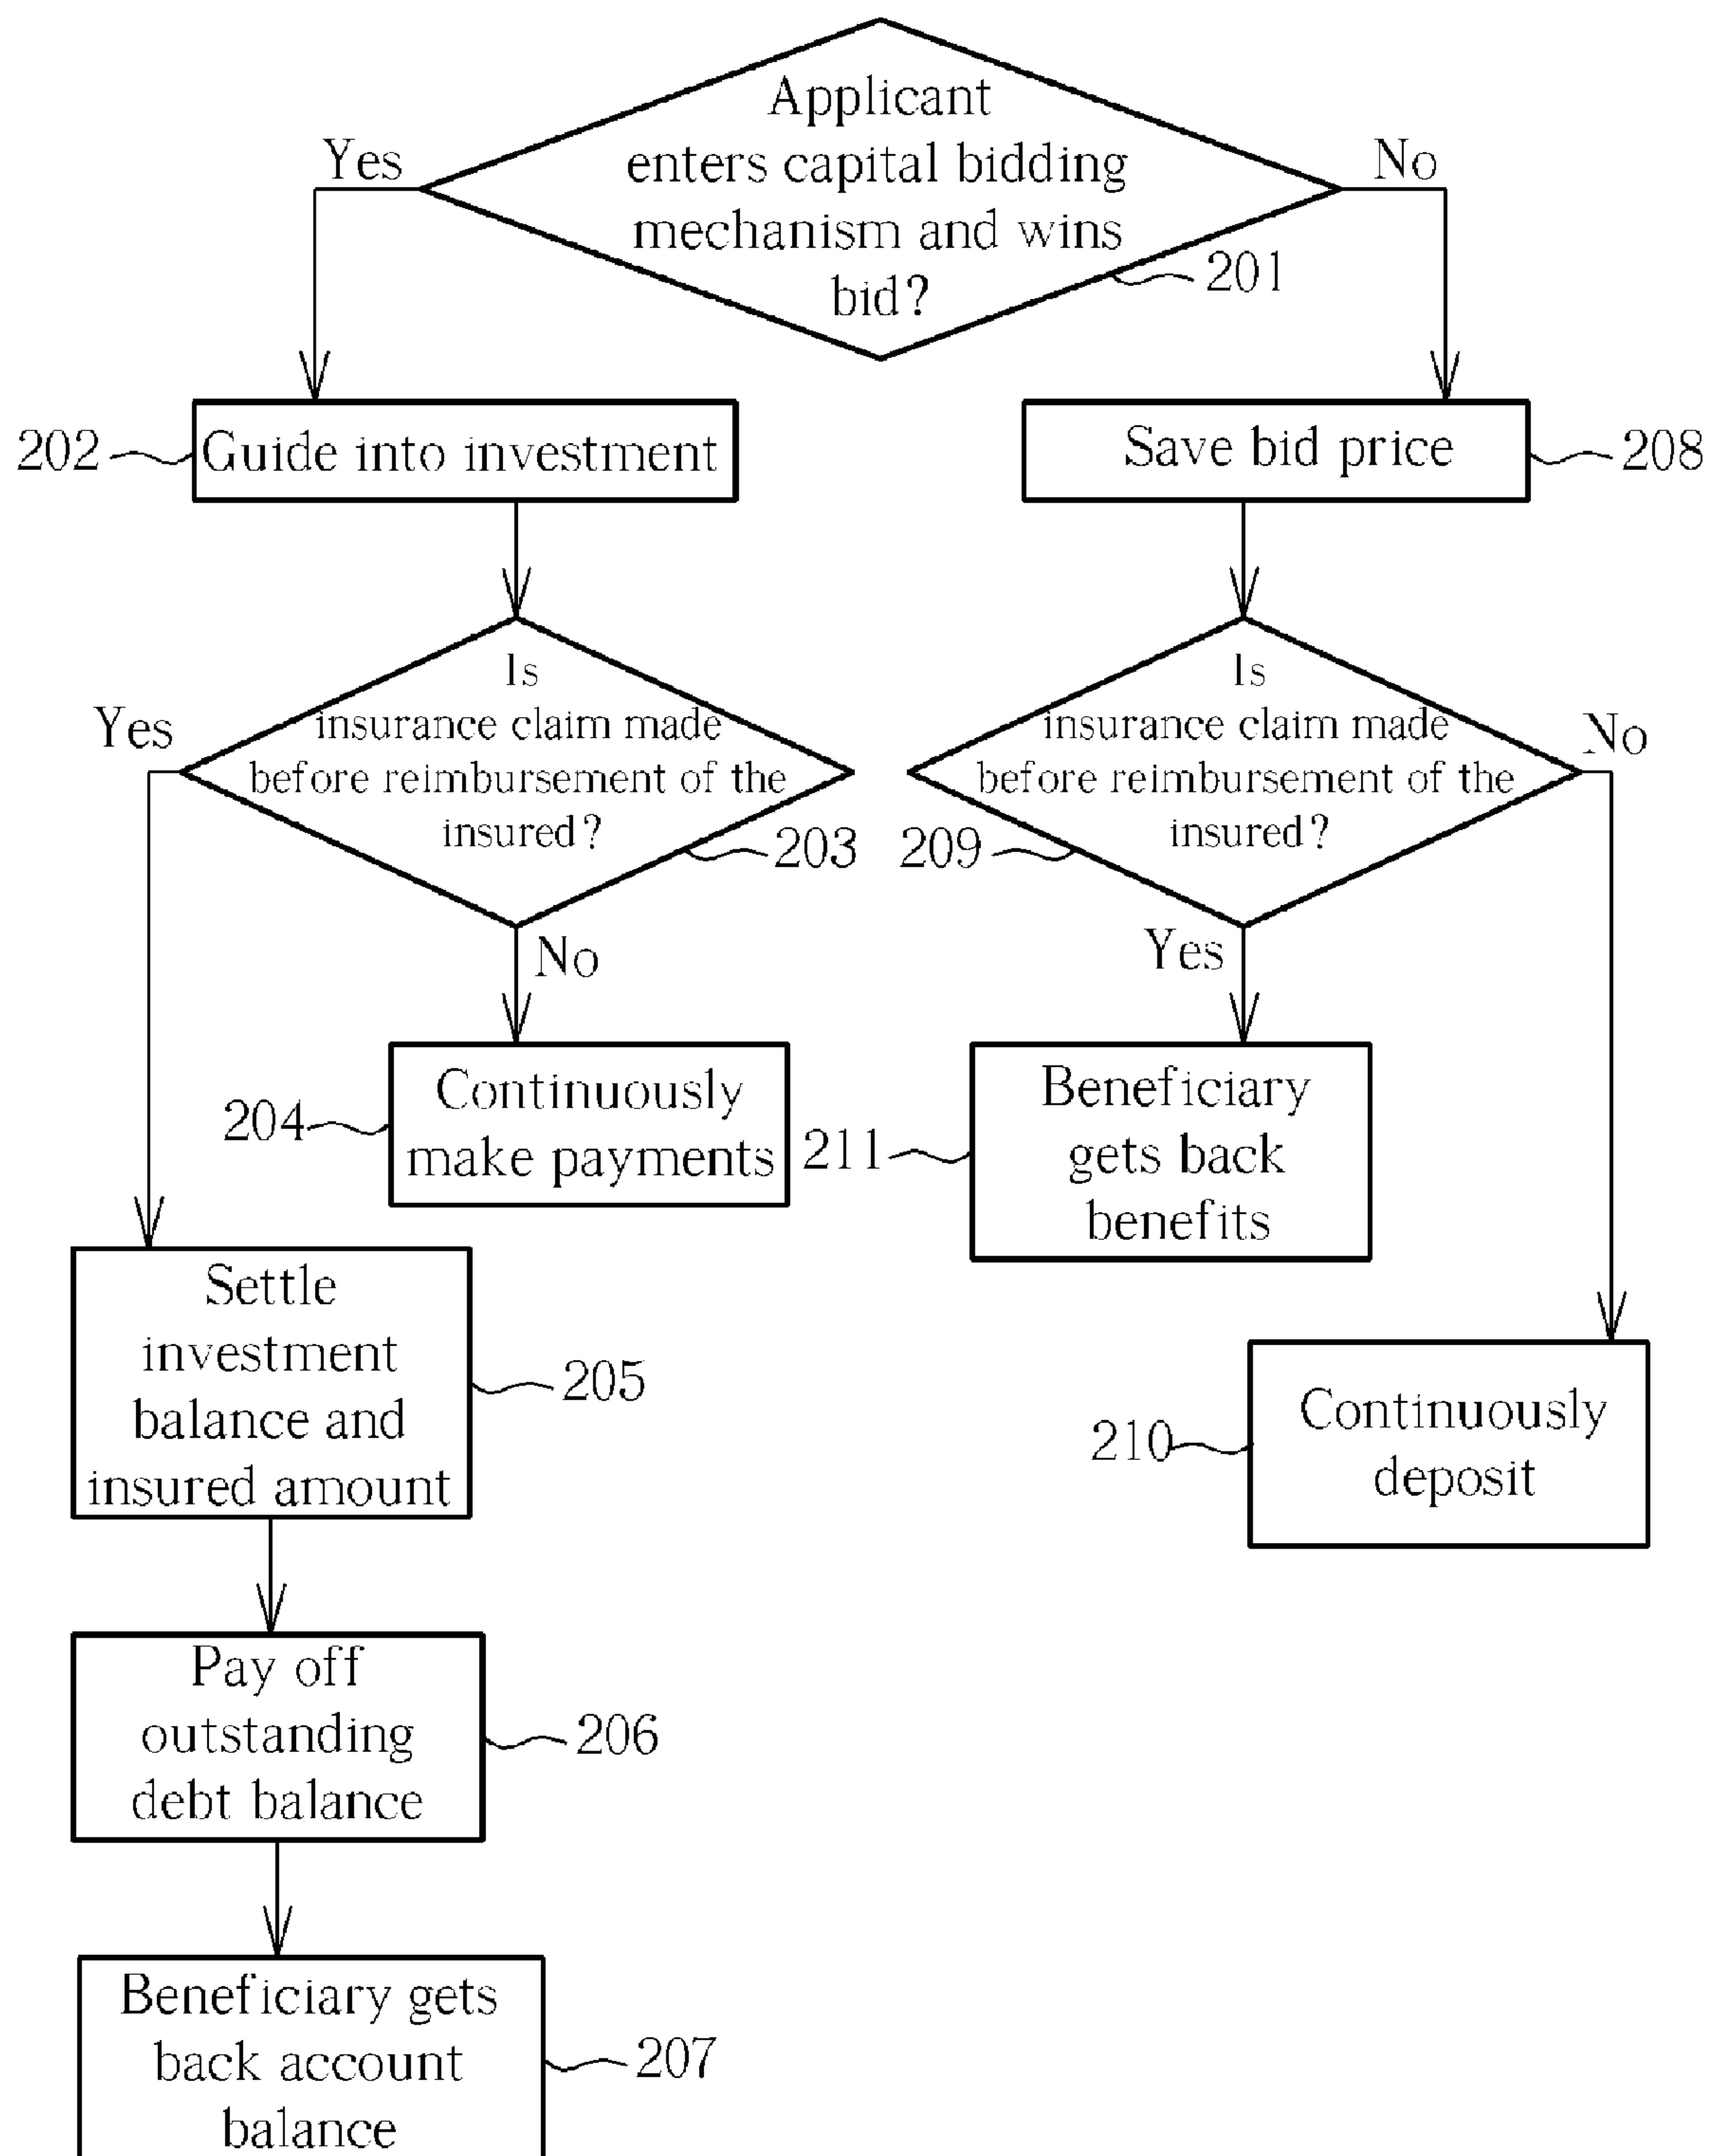 Applicant
enters capital bidding
mechanism and wins
bid?
201
Yes
No
202
Guide into investment
Save bid price
208
Is
insurance claim made
before reimbursement of the
insured?
203
Yes
No
Is
insurance claim made
before reimbursement of the
insured?
209
No
Yes
204
Continuously
make payments
211
Beneficiary
gets back
benefits
Settle
investment
balance and
insured amount
205
210
Continuously
deposit
Pay off
outstanding
debt balance
206
Beneficiary gets
back account
balance
207